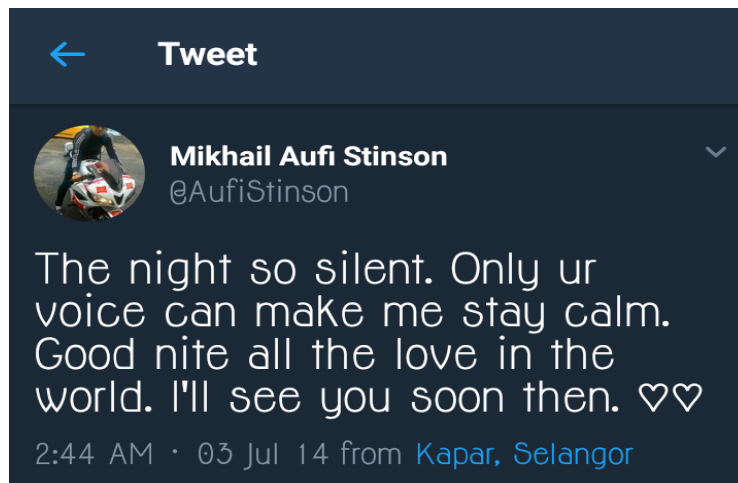 Tweet
Mikhail Aufi Stinson
@AufiStinson
The night so silent. Only ur
voice can make me stay calm.
Good nite all the love in the
world. I'll see you soon then. ♡♡
2:44 AM · 03 Jul 14 from Kapar, Selangor